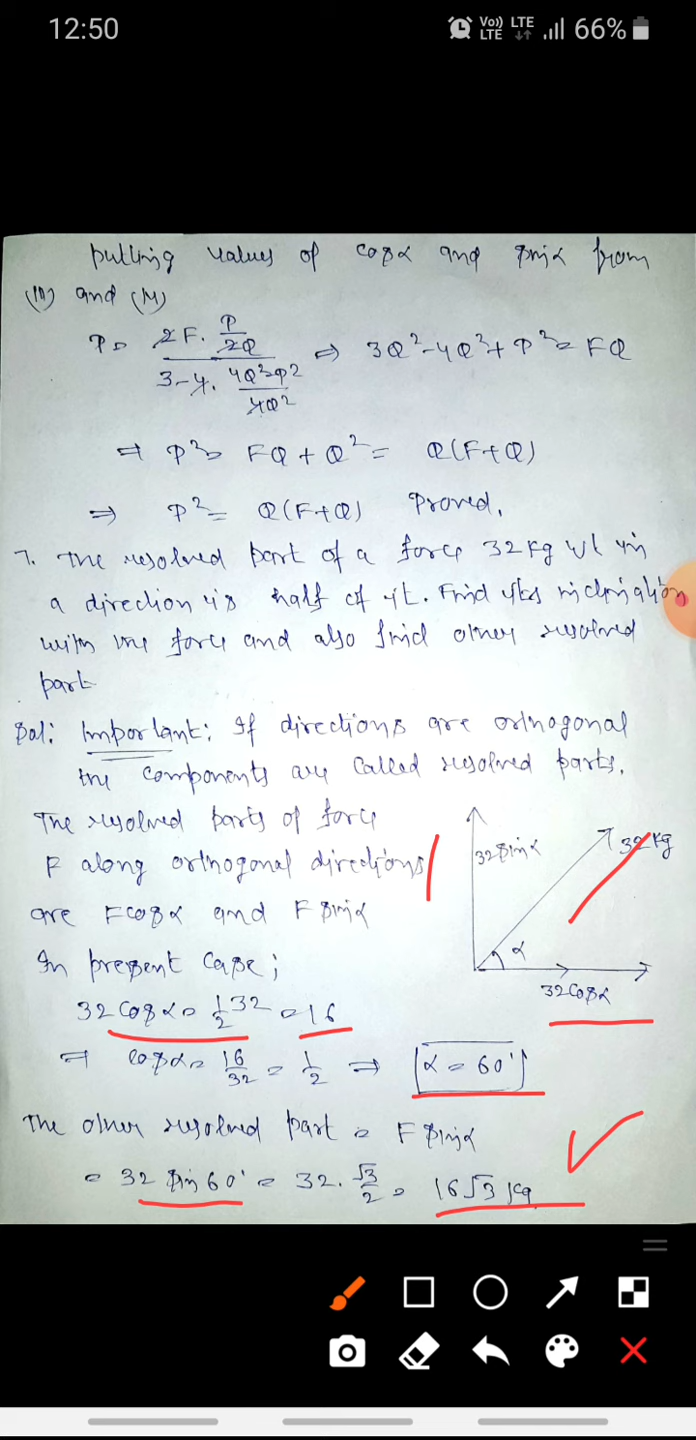 12:50
Vo)) LTE LTE 66%
putting values of cosα and sinα from
(III) and (IV)
P = 2F. P/2Q / 3-4. 4Q²-P²/4Q² ⇒ 3Q²-4Q²+P² = FQ
⇒ P² = FQ + Q² = Q(F+Q)
⇒ P² = Q(F+Q) Proved.
7. The resolved part of a force 32 kg wt in
a direction is half of it. Find its inclination
with the force and also find other resolved
part
Sol: Important: If directions are orthogonal
the components are called resolved parts.
The resolved parts of force
F along orthogonal directions
are Fcosα and F sinα
32 sinα
32 kg
α
32 cosα
In present case;
32 cosα = 1/2 32 = 16
⇒ cosα = 16/32 = 1/2 ⇒ α = 60°
The other resolved part = F sinα
= 32 sin 60° = 32. √3/2 = 16√3 kg